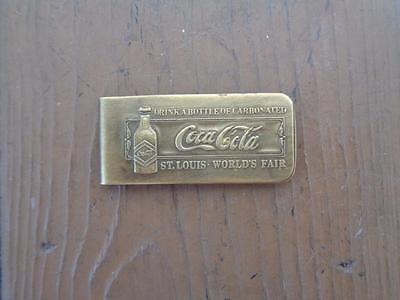 DRINK A BOTTLE OF CARBONATED
Coca-Cola
ST. LOUIS - WORLD'S FAIR